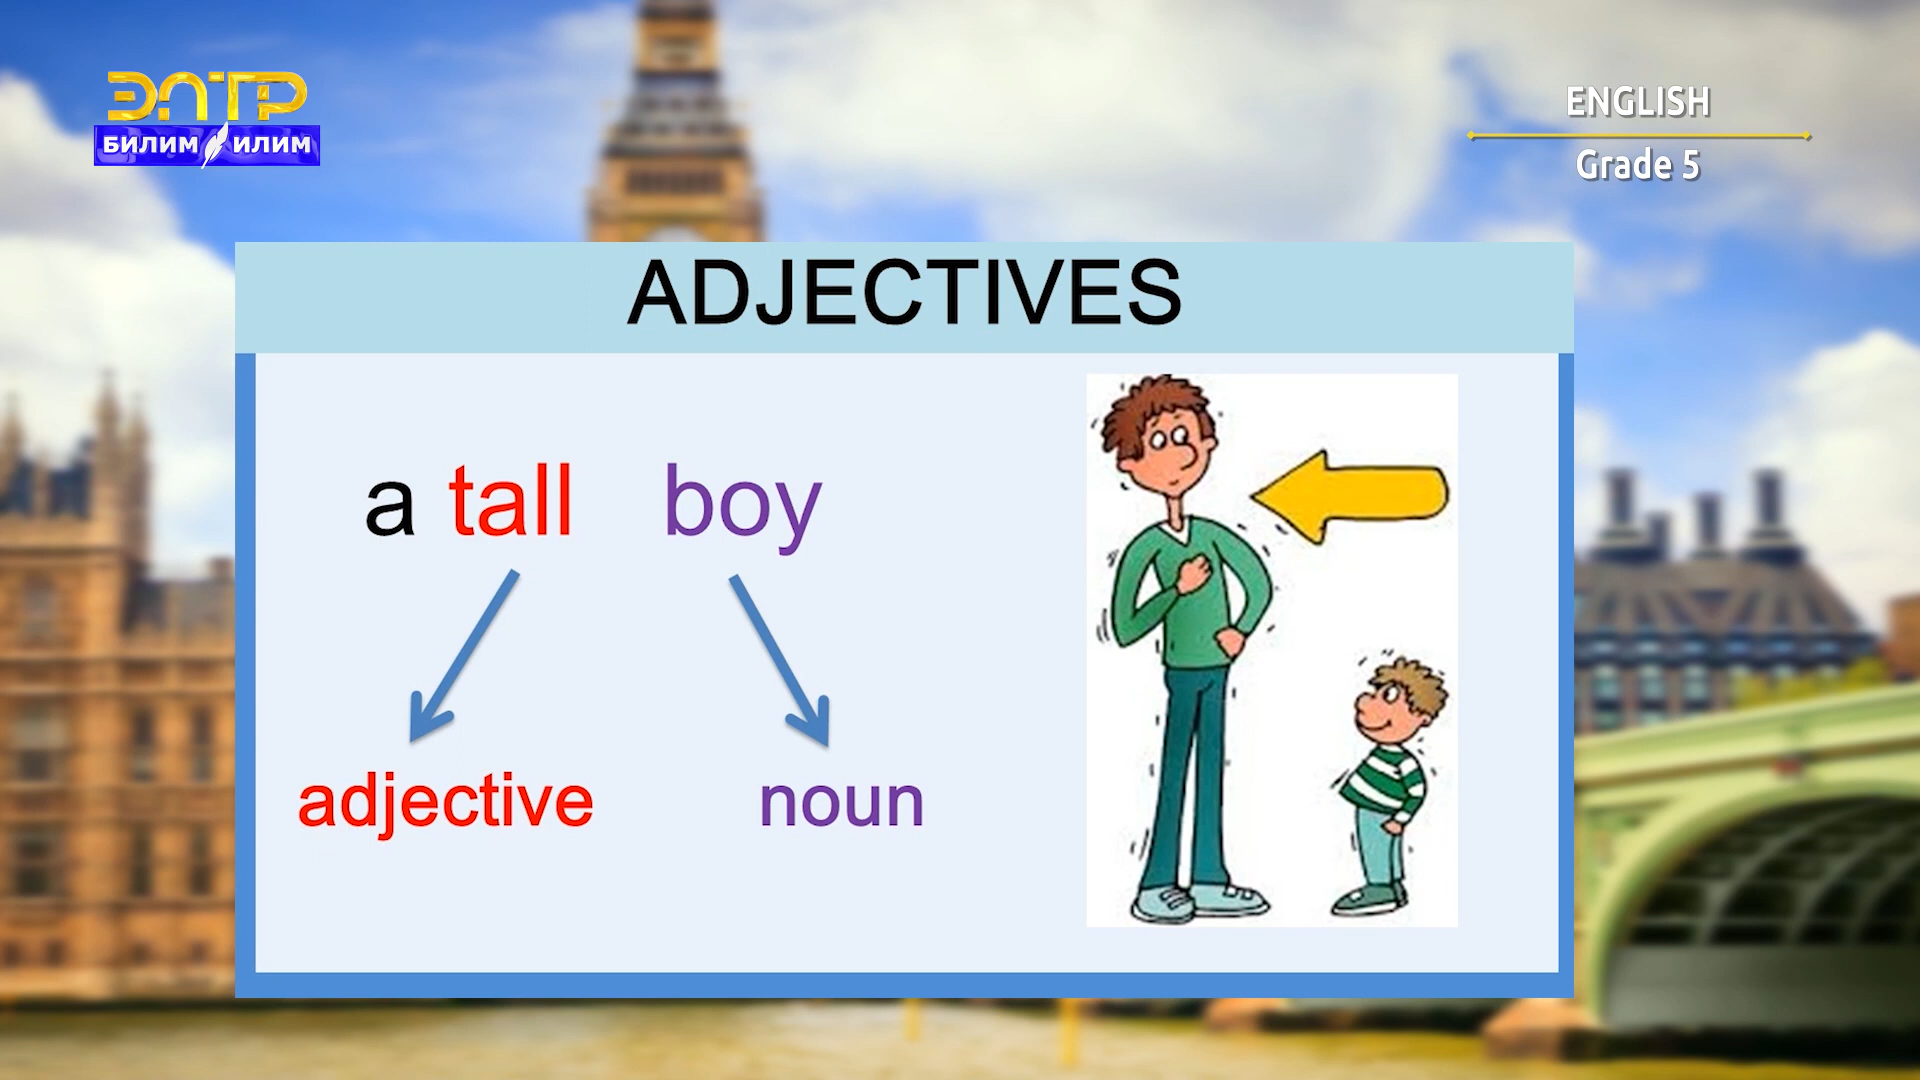 ЭЛТР
БИЛИМ ИЛИМ
ENGLISH
Grade 5
ADJECTIVES
a tall boy
adjective noun